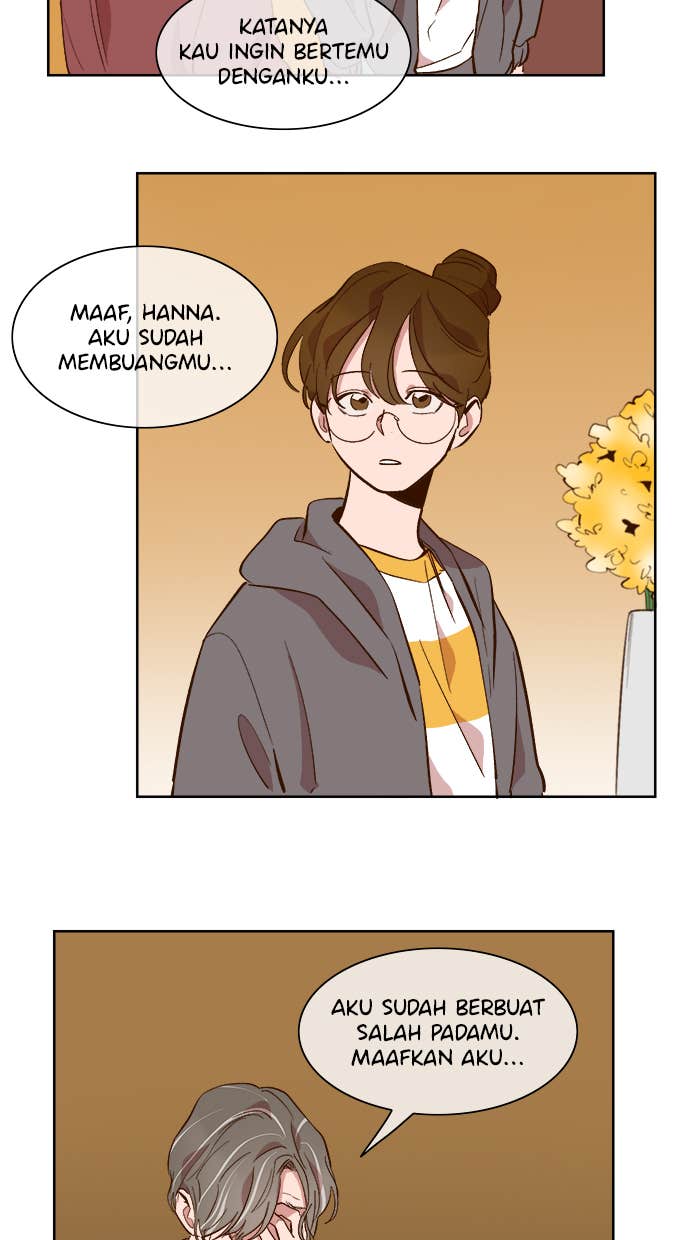 KATANYA
KAU INGIN BERTEMU
DENGANKU...
MAAF, HANNA.
AKU SUDAH
MEMBUANGMU...
AKU SUDAH BERBUAT
SALAH PADAMU.
MAAFKAN AKU...